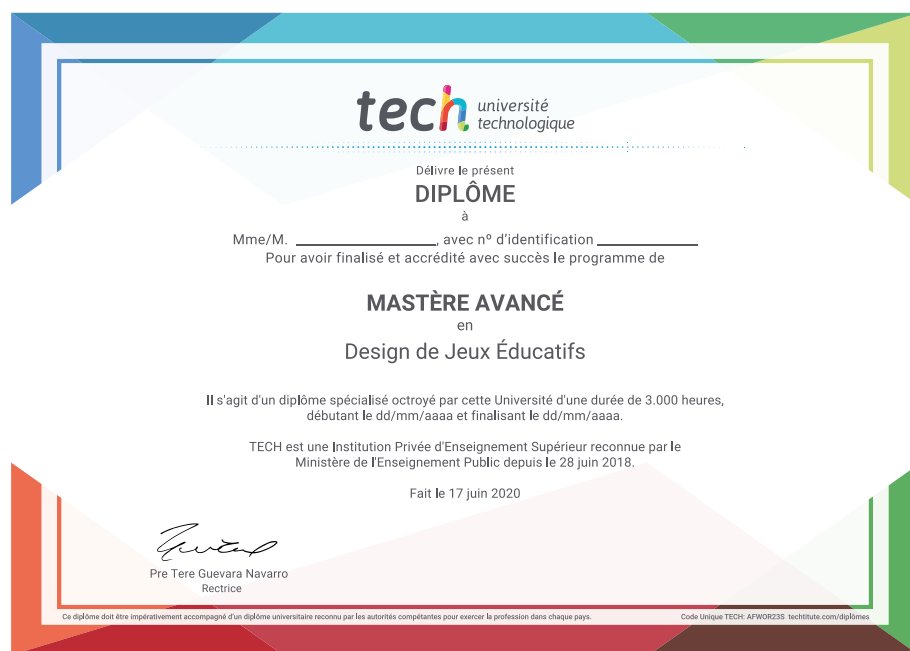 tech université
technologique
Délivre le présent
DIPLÔME
à
Mme/M. ____________________, avec nº d'identification ______________
Pour avoir finalisé et accrédité avec succès le programme de
MASTÈRE AVANCÉ
en
Design de Jeux Éducatifs
Il s'agit d'un diplôme spécialisé octroyé par cette Université d'une durée de 3.000 heures,
débutant le dd/mm/aaaa et finalisant le dd/mm/aaaa.
TECH est une Institution Privée d'Enseignement Supérieur reconnue par le
Ministère de l'Enseignement Public depuis le 28 juin 2018.
Fait le 17 juin 2020
Pre Tere Guevara Navarro
Rectrice
Ce diplôme doit être impérativement accompagné d'un diplôme universitaire reconnu par les autorités compétentes pour exercer la profession dans chaque pays.
Code Unique TECH: AFWOR23S techtitute.com/diplômes